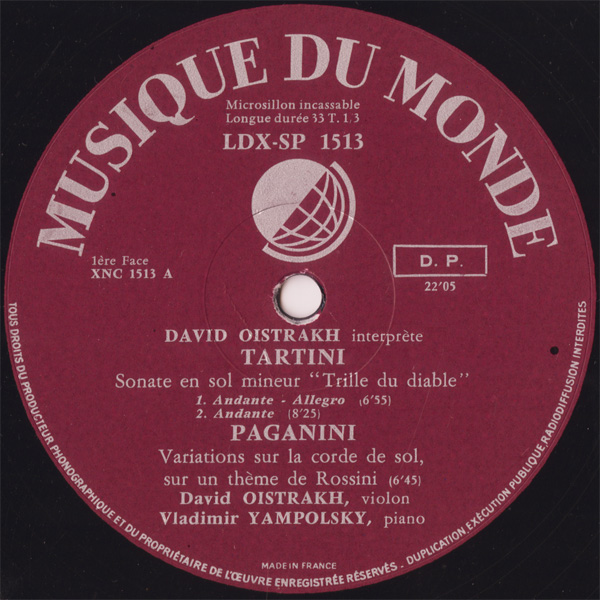 MUSIQUE DU MONDE
Microsillon incassable
Longue durée 33 T. 1.3
LDX-SP 1513
1ère Face
XNC 1513 A
D. P.
22'05
DAVID OISTRAKH interprète
TARTINI
Sonate en sol mineur "Trille du diable"
1. Andante - Allegro (6'55)
2. Andante (8'25)
PAGANINI
Variations sur la corde de sol,
sur un thème de Rossini (6'45)
David OISTRAKH, violon
Vladimir YAMPOLSKY, piano
MADE IN FRANCE
TOUS DROITS DU PRODUCTEUR PHONOGRAPHIQUE ET DU PROPRIÉTAIRE DE L'ŒUVRE ENREGISTRÉE RÉSERVÉS - DUPLICATION, EXÉCUTION PUBLIQUE, RADIODIFFUSION INTERDITES